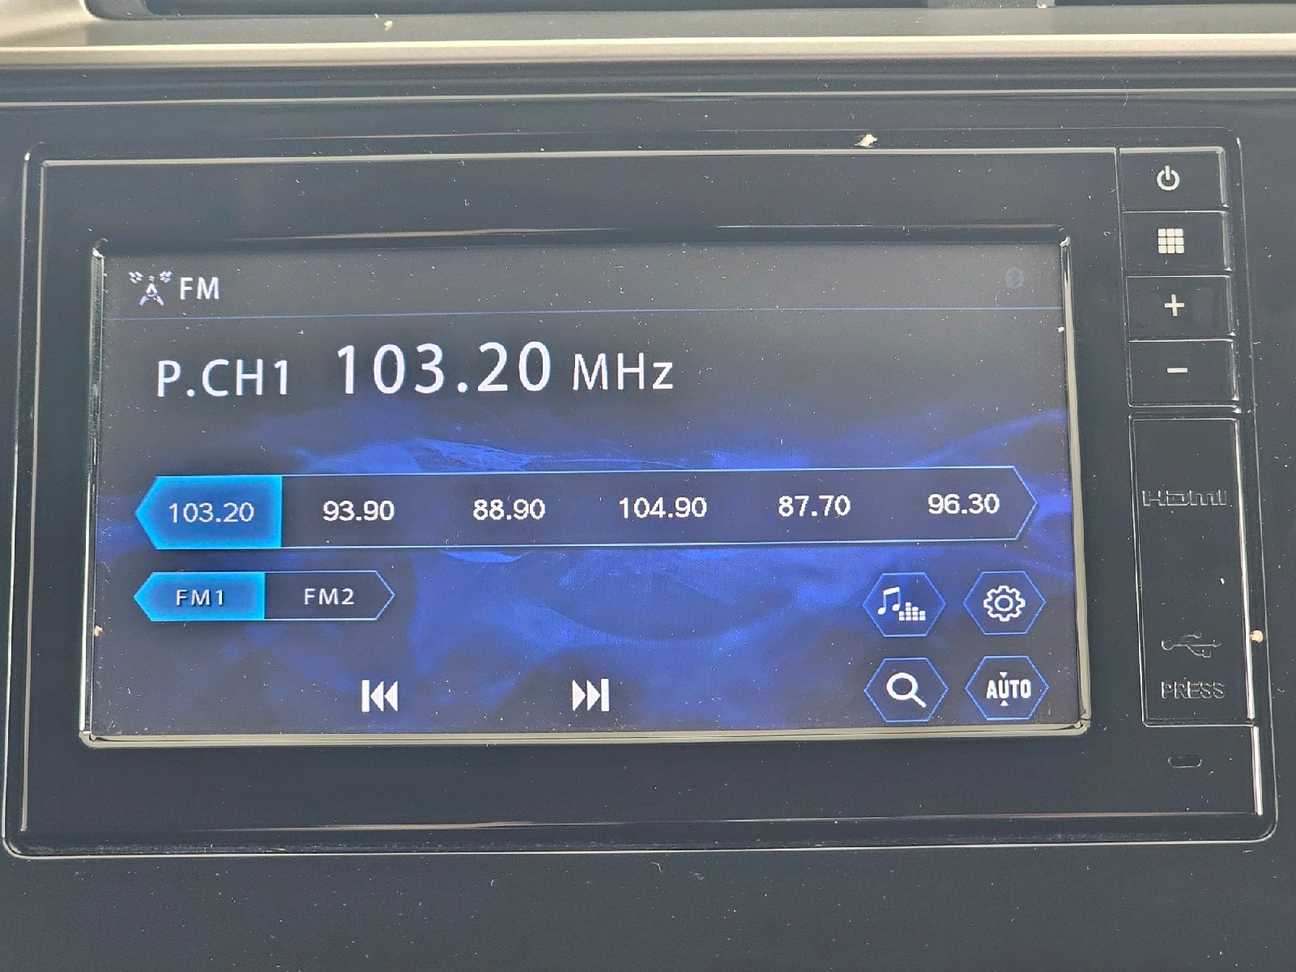 FM
P.CH1 103.20 MHz
103.20 93.90 88.90 104.90 87.70 96.30
FM1 FM2
AUTO
+
-
HDMI
PRESS